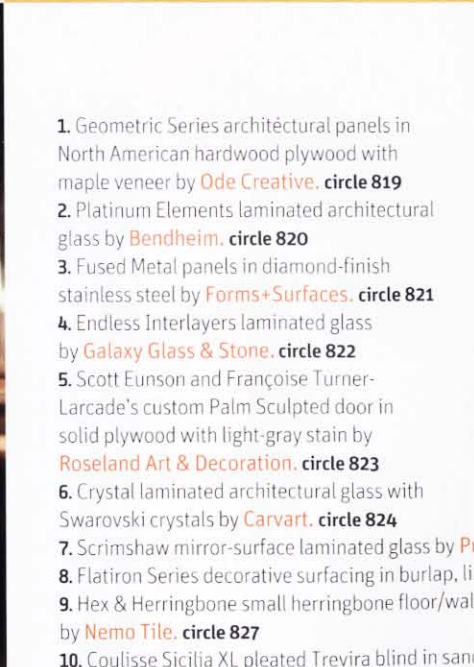 1. Geometric Series architectural panels in
North American hardwood plywood with
maple veneer by Ode Creative. circle 819
2. Platinum Elements laminated architectural
glass by Bendheim. circle 820
3. Fused Metal panels in diamond-finish
stainless steel by Forms+Surfaces. circle 821
4. Endless Interlayers laminated glass
by Galaxy Glass & Stone. circle 822
5. Scott Eunson and Françoise Turner-
Larcade's custom Palm Sculpted door in
solid plywood with light-gray stain by
Roseland Art & Decoration. circle 823
6. Crystal laminated architectural glass with
Swarovski crystals by Carvart. circle 824
7. Scrimshaw mirror-surface laminated glass by
8. Flatiron Series decorative surfacing in burlap,
9. Hex & Herringbone small herringbone
by Nemo Tile. circle 827
10. Coulisse Sicilia XL pleated Trevira blind in